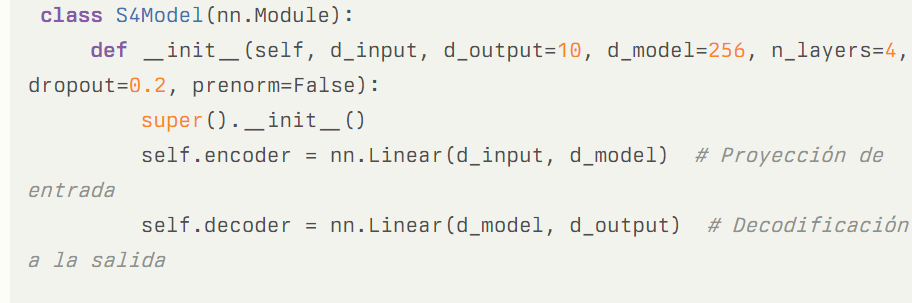 class S4Model(nn.Module):
    def __init__(self, d_input, d_output=10, d_model=256, n_layers=4,
dropout=0.2, prenorm=False):
        super().__init__()
        self.encoder = nn.Linear(d_input, d_model)  # Proyección de
entrada
        self.decoder = nn.Linear(d_model, d_output)  # Decodificación
a la salida